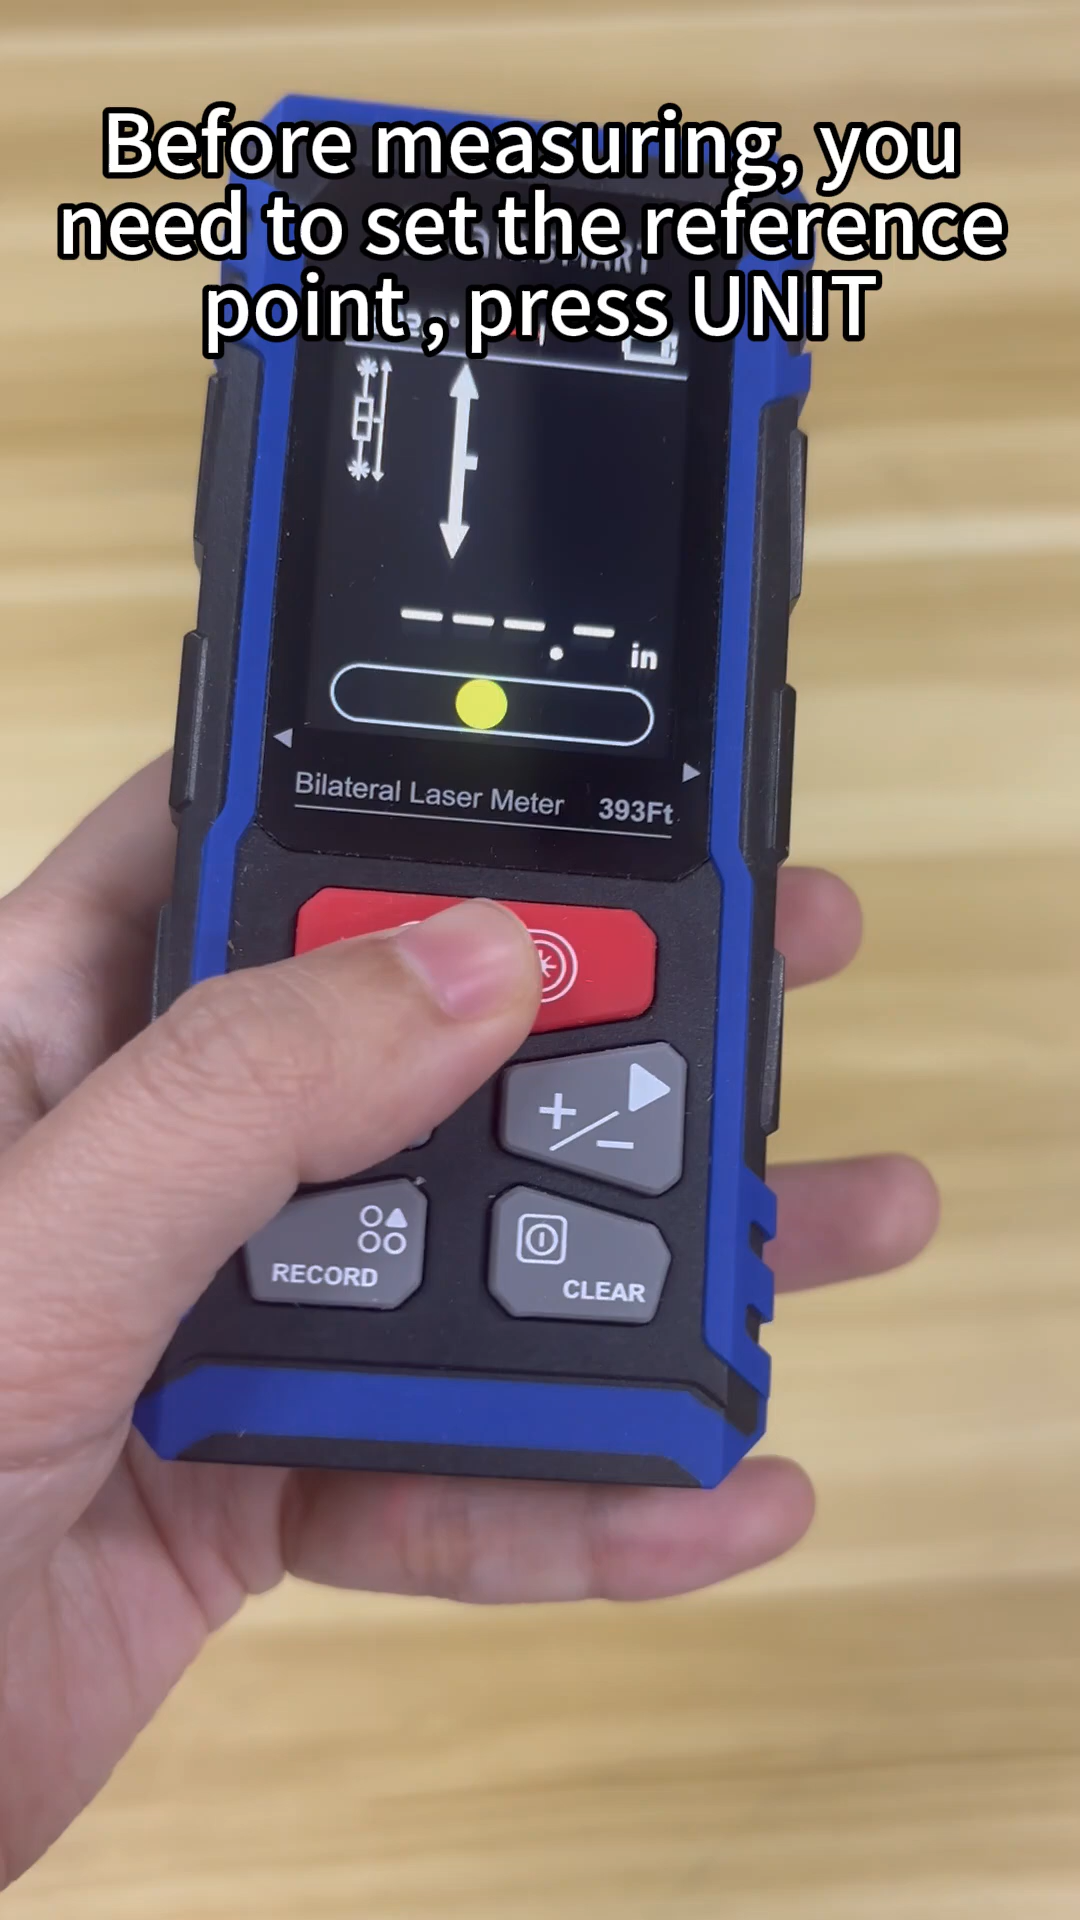 Before measuring, you
need to set the reference
point , press UNIT
in
Bilateral Laser Meter 393Ft
+/-
RECORD
CLEAR